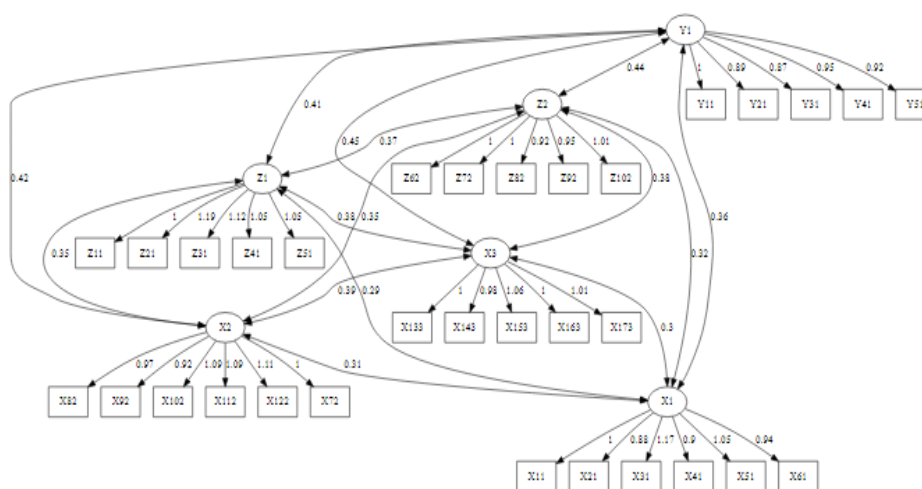 Y1
1 0.89 0.87 0.95 0.92
0.44
Y11 Y21 Y31 Y41 Y51
Z2
0.41
0.45 0.37 1 1 0.92 0.95 1.01
0.42 0.38 0.36
Z62 Z72 Z82 Z92 Z102
Z1
1 1.19 1.12 1.05 1.05 0.38 0.35
Z11 Z21 Z31 Z41 Z51
0.35 0.32
X3
0.39 0.29 1 0.98 1.06 1 1.01
X133 X143 X153 X163 X173
0.3
X2
0.97 0.92 1.09 1.09 1.11 1 0.31
X82 X92 X102 X112 X122 X72
X1
1 0.88 1.17 0.9 1.05 0.94
X11 X21 X31 X41 X51 X61